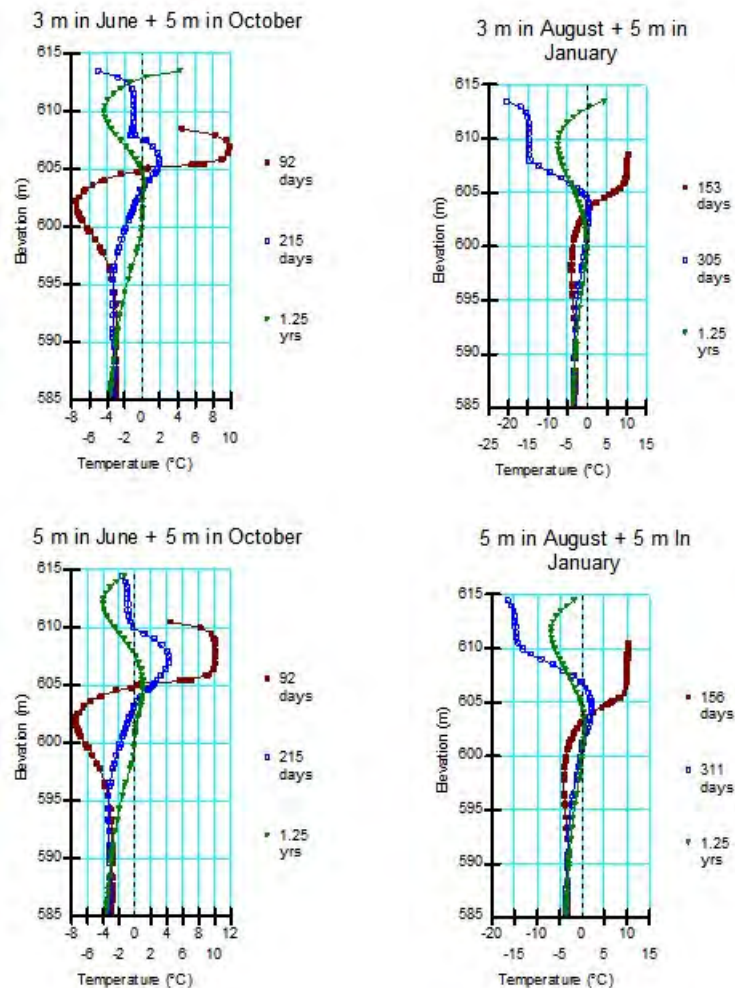 3 m in June + 5 m in October
615
610
605
600
595
590
585
Elevation (m)
-8 -4 0 4 8
-6 -2 2 6 10
Temperature (°C)
92
days
215
days
1.25
yrs
3 m in August + 5 m in
January
615
610
605
600
595
590
585
Elevation (m)
-20 -10 0 10
-25 -15 -5 5 15
Temperature (°C)
153
days
305
days
1.25
yrs
5 m in June + 5 m in October
615
610
605
600
595
590
585
Elevation (m)
-8 -4 0 4 8 12
-6 -2 2 6 10
Temperature (°C)
92
days
215
days
1.25
yrs
5 m in August + 5 m In
January
615
610
605
600
595
590
585
Elevation (m)
-20 -10 0 10
-15 -5 5 15
Temperature (°C)
156
days
311
days
1.25
yrs